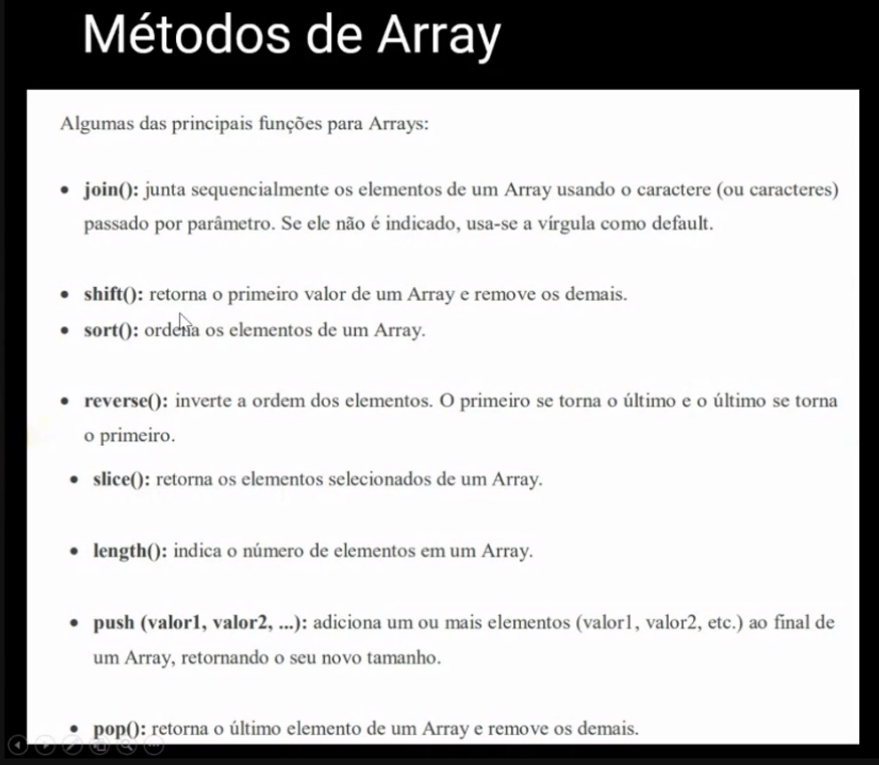 Métodos de Array
Algumas das principais funções para Arrays:
• join(): junta sequencialmente os elementos de um Array usando o caractere (ou caracteres)
passado por parâmetro. Se ele não é indicado, usa-se a vírgula como default.
• shift(): retorna o primeiro valor de um Array e remove os demais.
• sort(): ordena os elementos de um Array.
• reverse(): inverte a ordem dos elementos. O primeiro se torna o último e o último se torna
o primeiro.
• slice(): retorna os elementos selecionados de um Array.
• length(): indica o número de elementos em um Array.
• push (valor1, valor2, ...): adiciona um ou mais elementos (valor1, valor2, etc.) ao final de
um Array, retornando o seu novo tamanho.
• pop(): retorna o último elemento de um Array e remove os demais.